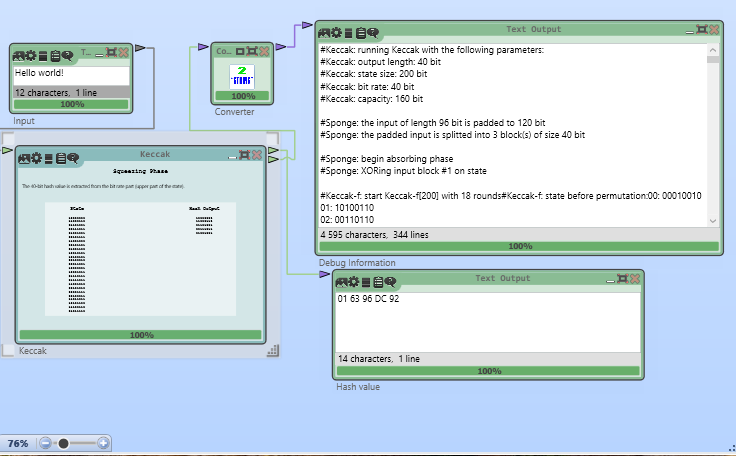 T...
Hello world!
12 characters, 1 line
100%
Input
Co...
2
"STRING"
100%
Converter
Text Output
#Keccak: running Keccak with the following parameters:
#Keccak: output length: 40 bit
#Keccak: state size: 200 bit
#Keccak: bit rate: 40 bit
#Keccak: capacity: 160 bit
#Sponge: the input of length 96 bit is padded to 120 bit
#Sponge: the padded input is splitted into 3 block(s) of size 40 bit
#Sponge: begin absorbing phase
#Sponge: XORing input block #1 on state
#Keccak-f: start Keccak-f[200] with 18 rounds#Keccak-f: state before permutation:00: 00010010
01: 10100110
02: 00110110
4 595 characters, 344 lines
100%
Debug Information
Keccak
Squeezing Phase
The 40-bit hash value is extracted from the bit rate part (upper part of the state).
State
Hash Output
100%
Keccak
Text Output
01 63 96 DC 92
14 characters, 1 line
100%
Hash value
76%